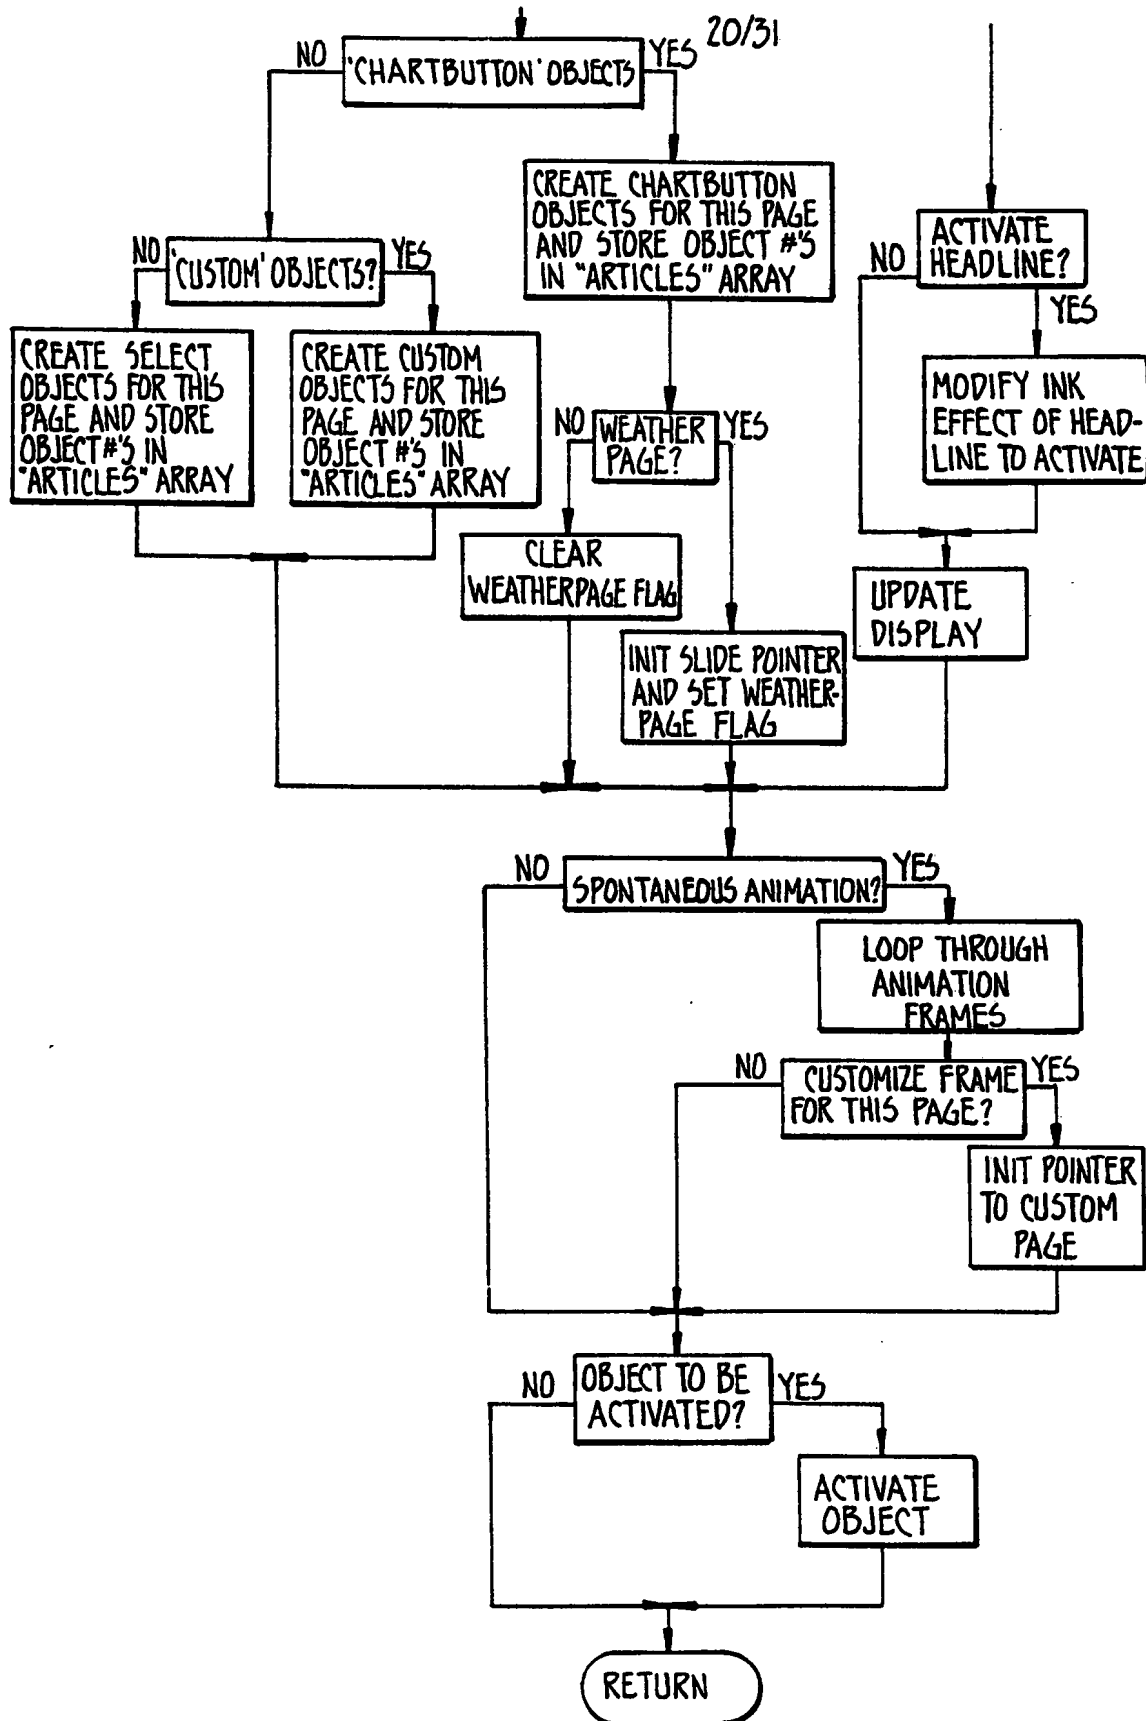 20/31
NO
'CHARTBUTTON' OBJECTS
YES
CREATE CHARTBUTTON
OBJECTS FOR THIS PAGE
AND STORE OBJECT #'S
IN "ARTICLES" ARRAY
NO
'CUSTOM' OBJECTS?
YES
CREATE SELECT
OBJECTS FOR THIS
PAGE AND STORE
OBJECT #'S IN
"ARTICLES" ARRAY
CREATE CUSTOM
OBJECTS FOR THIS
PAGE AND STORE
OBJECT #'S IN
"ARTICLES" ARRAY
NO
WEATHER
PAGE?
YES
CLEAR
WEATHERPAGE FLAG
INIT SLIDE POINTER
AND SET WEATHER-
PAGE FLAG
NO
ACTIVATE
HEADLINE?
YES
MODIFY INK
EFFECT OF HEAD-
LINE TO ACTIVATE
UPDATE
DISPLAY
NO
SPONTANEOUS ANIMATION?
YES
LOOP THROUGH
ANIMATION
FRAMES
NO
CUSTOMIZE FRAME
FOR THIS PAGE?
YES
INIT POINTER
TO CUSTOM
PAGE
NO
OBJECT TO BE
ACTIVATED?
YES
ACTIVATE
OBJECT
RETURN